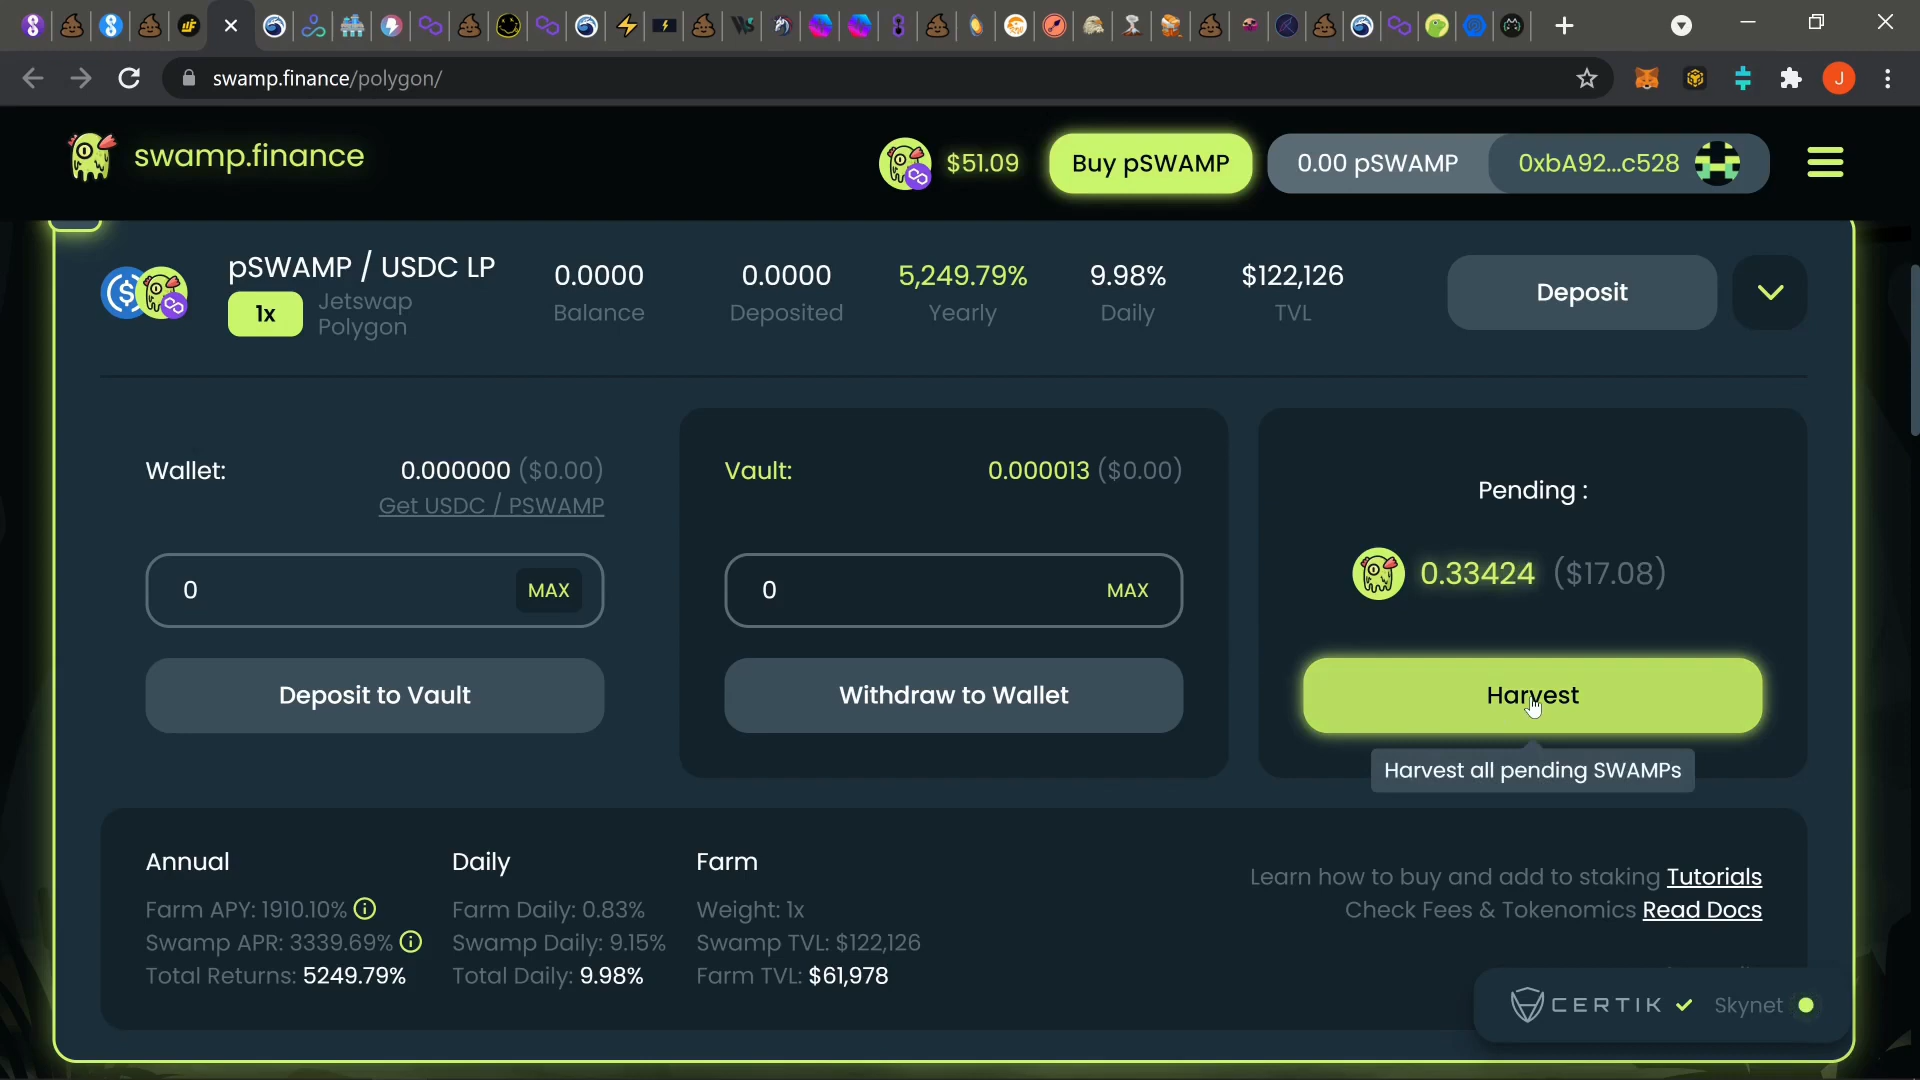 swamp.finance/polygon/
J
swamp.finance
$51.09
Buy pSWAMP
0.00 pSWAMP
0xbA92...c528
pSWAMP / USDC LP
1x
Jetswap
Polygon
0.0000
Balance
0.0000
Deposited
5,249.79%
Yearly
9.98%
Daily
$122,126
TVL
Deposit
Wallet:
0.000000 ($0.00)
Get USDC / PSWAMP
0
MAX
Deposit to Vault
Vault:
0.000013 ($0.00)
0
MAX
Withdraw to Wallet
Pending :
0.33424 ($17.08)
Harvest
Harvest all pending SWAMPs
Annual
Farm APY: 1910.10%
Swamp APR: 3339.69%
Total Returns: 5249.79%
Daily
Farm Daily: 0.83%
Swamp Daily: 9.15%
Total Daily: 9.98%
Farm
Weight: 1x
Swamp TVL: $122,126
Farm TVL: $61,978
Learn how to buy and add to staking Tutorials
Check Fees & Tokenomics Read Docs
CERTIK
Skynet